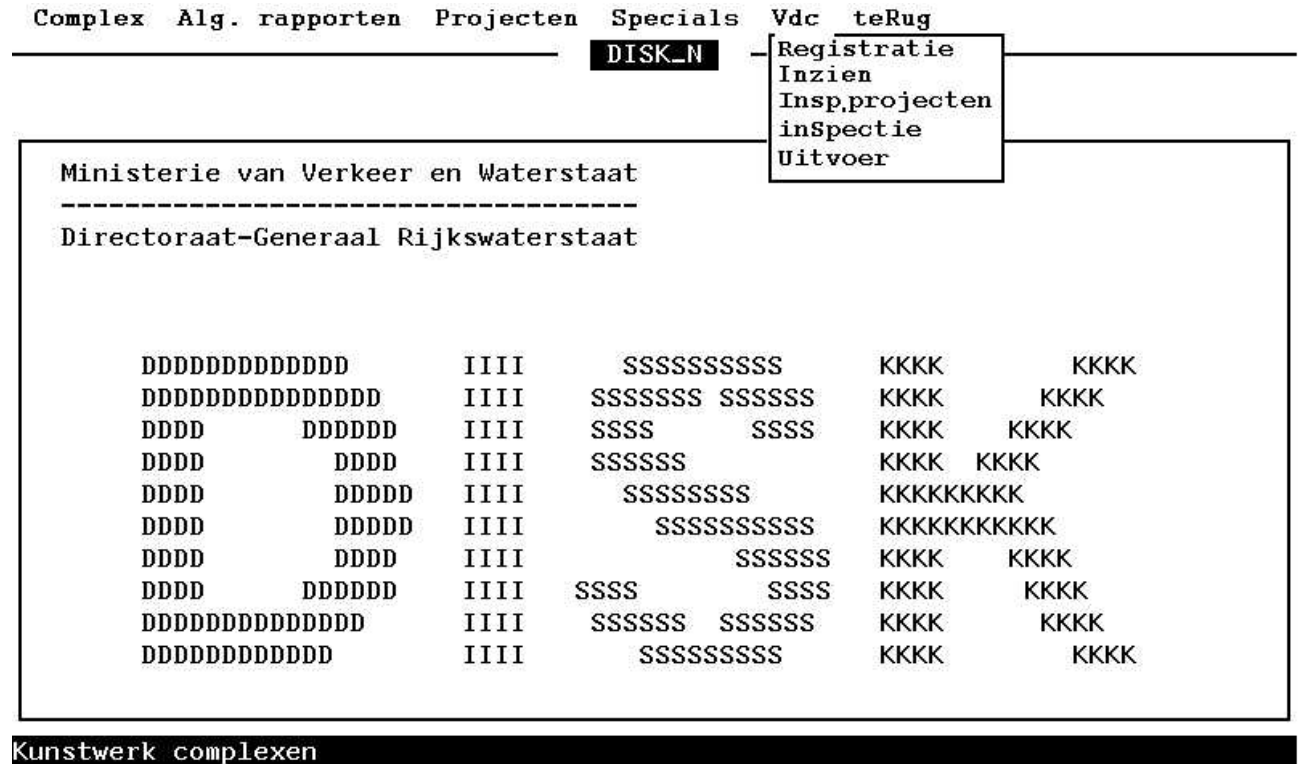 Complex Alg. rapporten Projecten Specials Vdc teRug
DISK_N
Registratie
Inzien
Insp.projecten
inSpectie
Uitvoer
Ministerie van Verkeer en Waterstaat
------------------------------------
Directoraat-Generaal Rijkswaterstaat
DDDDDDDDDDDDD IIII SSSSSSSSSS KKKK KKKK
DDDDDDDDDDDDDDD IIII SSSSSSS SSSSSS KKKK KKKK
DDDD DDDDDD IIII SSSS SSSS KKKK KKKK
DDDD DDDD IIII SSSSSS KKKK KKKK
DDDD DDDDD IIII SSSSSSSS KKKKKKKKK
DDDD DDDDD IIII SSSSSSSSSS KKKKKKKKKKK
DDDD DDDD IIII SSSSSS KKKK KKKK
DDDD DDDDDD IIII SSSS SSSS KKKK KKKK
DDDDDDDDDDDDDD IIII SSSSSS SSSSSS KKKK KKKK
DDDDDDDDDDDD IIII SSSSSSSSS KKKK KKKK
Kunstwerk complexen